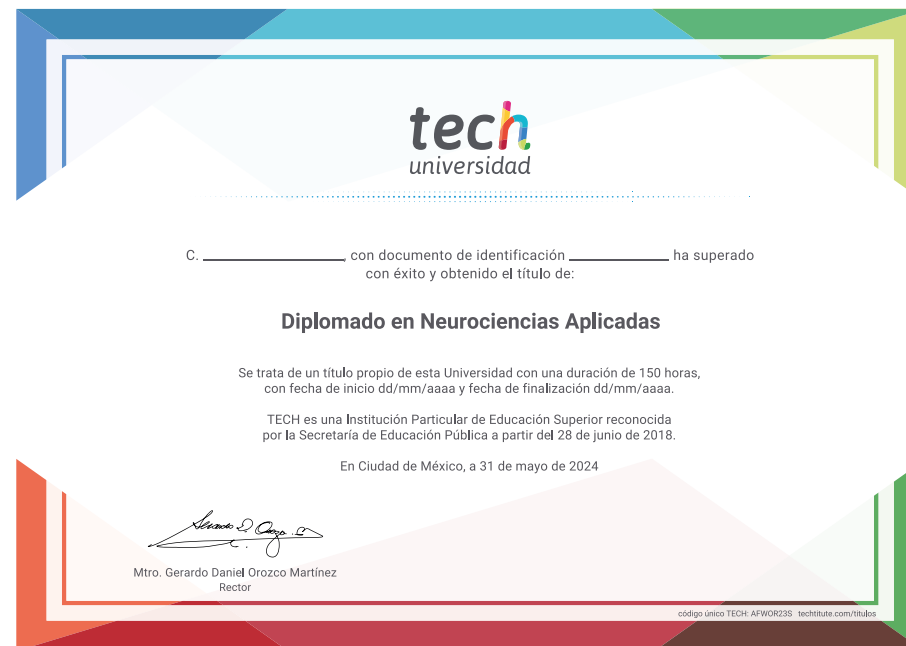 tech
universidad
C. ____________, con documento de identificación ____________ ha superado
con éxito y obtenido el título de:
Diplomado en Neurociencias Aplicadas
Se trata de un título propio de esta Universidad con una duración de 150 horas,
con fecha de inicio dd/mm/aaaa y fecha de finalización dd/mm/aaaa.
TECH es una Institución Particular de Educación Superior reconocida
por la Secretaría de Educación Pública a partir del 28 de junio de 2018.
En Ciudad de México, a 31 de mayo de 2024
Mtro. Gerardo Daniel Orozco Martínez
Rector
código único TECH: AFWOR23S techtitute.com/titulos